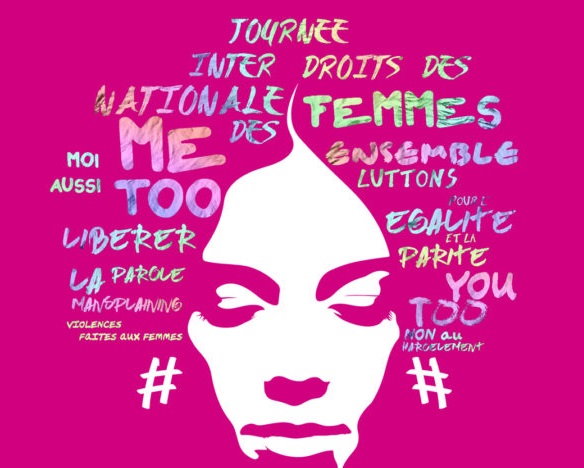 JOURNEE
INTER DROITS DES
NATIONALE FEMMES
DES
ME
TOO
MOI
AUSSI
ENSEMBLE
LUTTONS
POUR L'
EGALITE
ET LA
PARITE
LIBERER
LA PAROLE
MANSPLAINING
VIOLENCES
FAITES AUX FEMMES
YOU
TOO
NON au
HARCELEMENT
# #